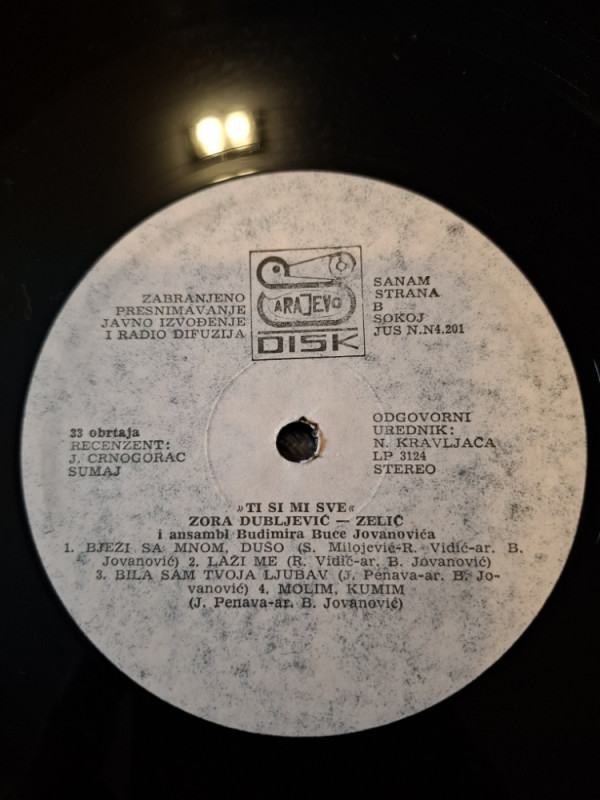 SARAJEVO
DISK
ZABRANJENO
PRESNIMAVANJE
JAVNO IZVOĐENJE
I RADIO DIFUZIJA
SANAM
STRANA
B
SOKOJ
JUS N.N4.201
33 obrtaja
RECENZENT:
J. CRNOGORAC
SUMAJ
ODGOVORNI
UREDNIK:
N. KRAVLJAČA
LP 3124
STEREO
»TI SI MI SVE«
ZORA DUBLJEVIĆ — ZELIĆ
i ansambl Budimira Buce Jovanovića
1. BJEŽI SA MNOM, DUŠO (S. Milojević-R. Vidić-ar. B.
Jovanović) 2. LAŽI ME (R. Vidić-ar. B. Jovanović)
3. BILA SAM TVOJA LJUBAV (J. Penava-ar. B. Jo-
vanović) 4. MOLIM, KUMIM
(J. Penava-ar. B. Jovanović)